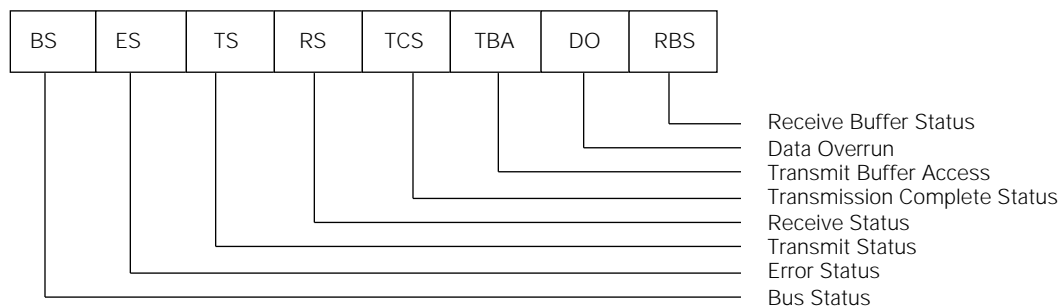 BS ES TS RS TCS TBA DO RBS
Receive Buffer Status
Data Overrun
Transmit Buffer Access
Transmission Complete Status
Receive Status
Transmit Status
Error Status
Bus Status